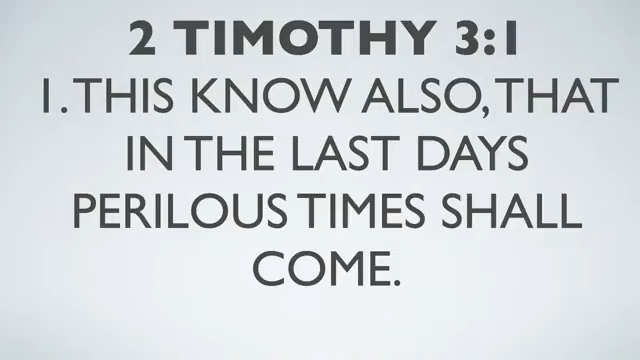 2 TIMOTHY 3:1
1. THIS KNOW ALSO, THAT
IN THE LAST DAYS
PERILOUS TIMES SHALL
COME.